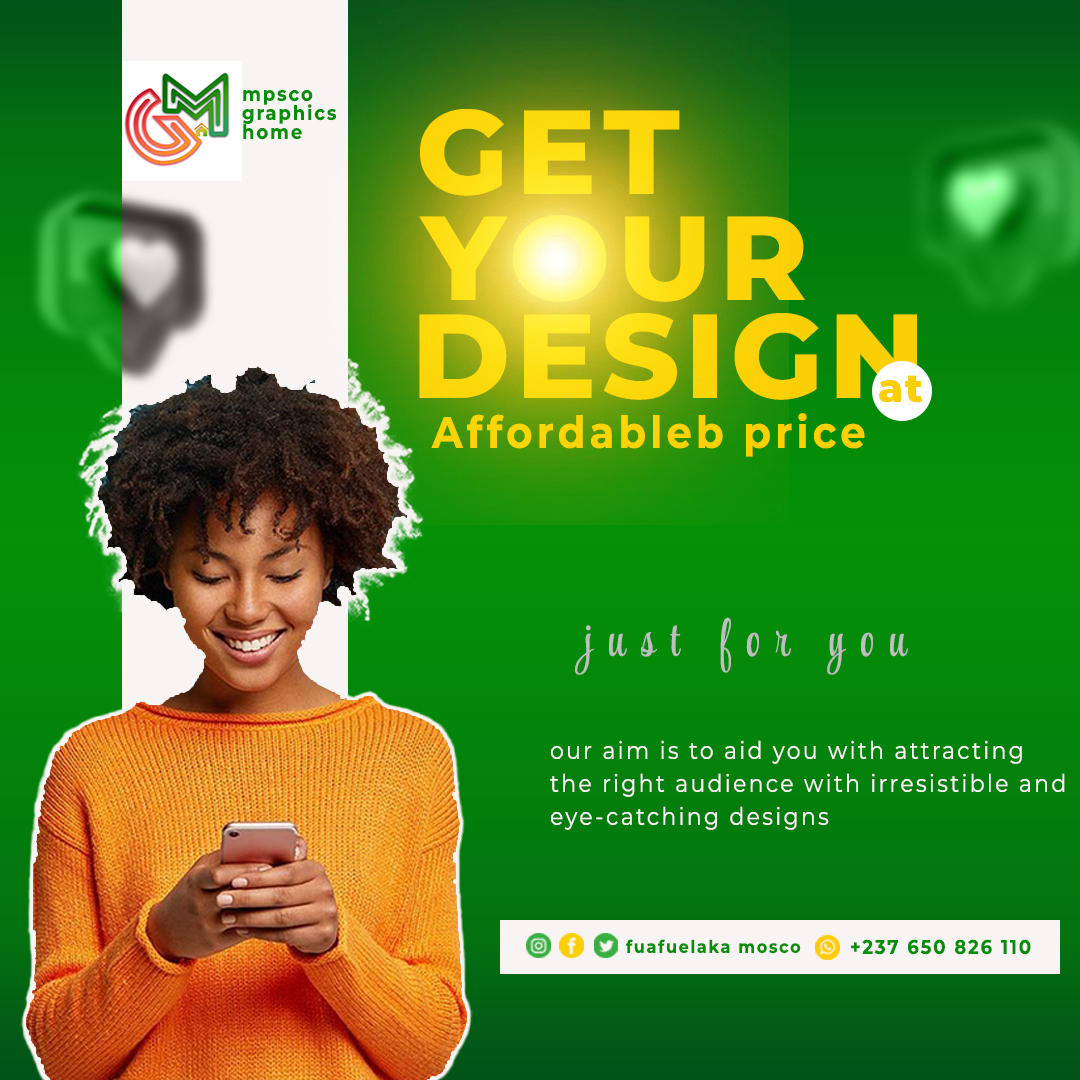 GM
mpsco
graphics
home
GET
YOUR
DESIGN
at
Affordableb price
just for you
our aim is to aid you with attracting
the right audience with irresistible and
eye-catching designs
fuafuelaka mosco +237 650 826 110